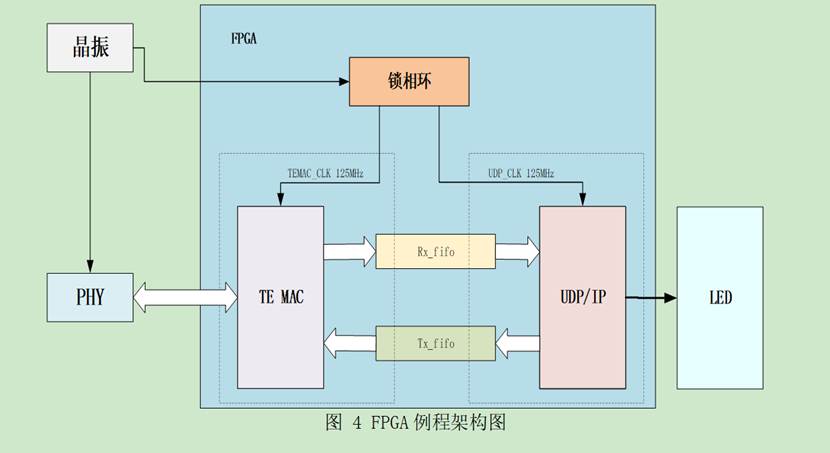 晶振
FPGA
锁相环
TEMAC_CLK 125MHz
UDP_CLK 125MHz
Rx_fifo
PHY
TE MAC
UDP/IP
LED
Tx_fifo
图 4 FPGA 例程架构图